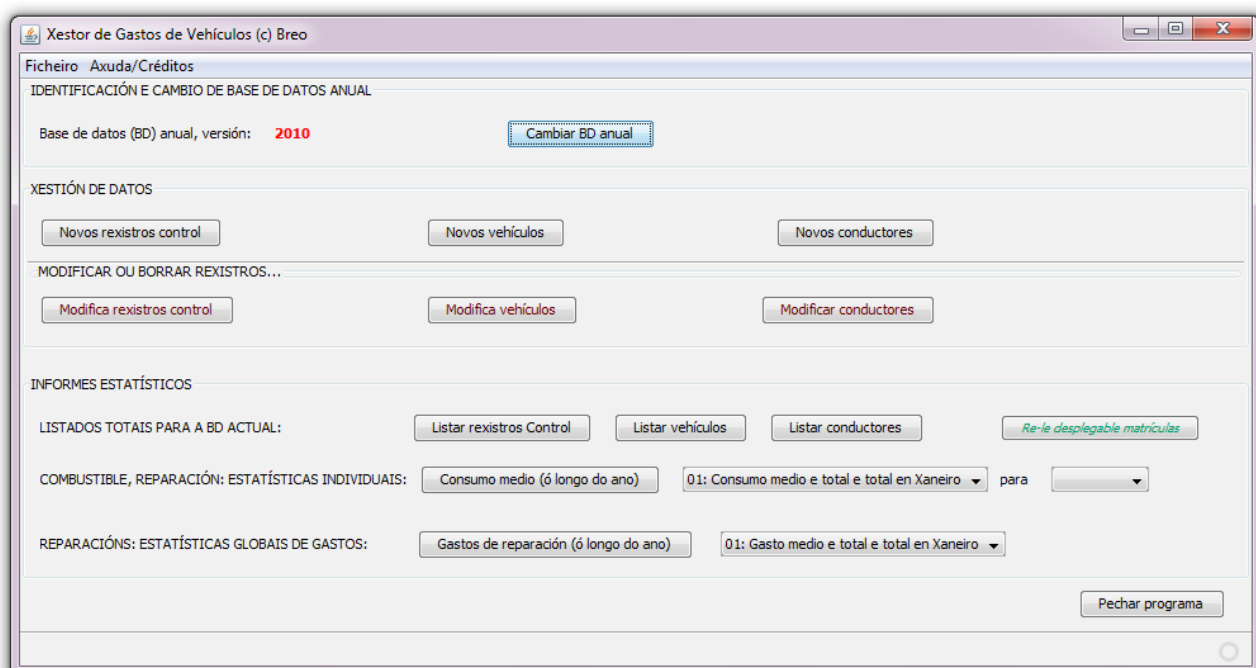 Xestor de Gastos de Vehículos (c) Breo
Ficheiro Axuda/Créditos
IDENTIFICACIÓN E CAMBIO DE BASE DE DATOS ANUAL
Base de datos (BD) anual, versión: 2010 Cambiar BD anual
XESTIÓN DE DATOS
Novos rexistros control Novos vehículos Novos conductores
MODIFICAR OU BORRAR REXISTROS...
Modifica rexistros control Modifica vehículos Modificar conductores
INFORMES ESTATÍSTICOS
LISTADOS TOTAIS PARA A BD ACTUAL: Listar rexistros Control Listar vehículos Listar conductores Re-le desplegable matrículas
COMBUSTIBLE, REPARACIÓN: ESTATÍSTICAS INDIVIDUAIS: Consumo medio (ó longo do ano) 01: Consumo medio e total e total en Xaneiro para
REPARACIÓNS: ESTATÍSTICAS GLOBAIS DE GASTOS: Gastos de reparación (ó longo do ano) 01: Gasto medio e total e total en Xaneiro
Pechar programa